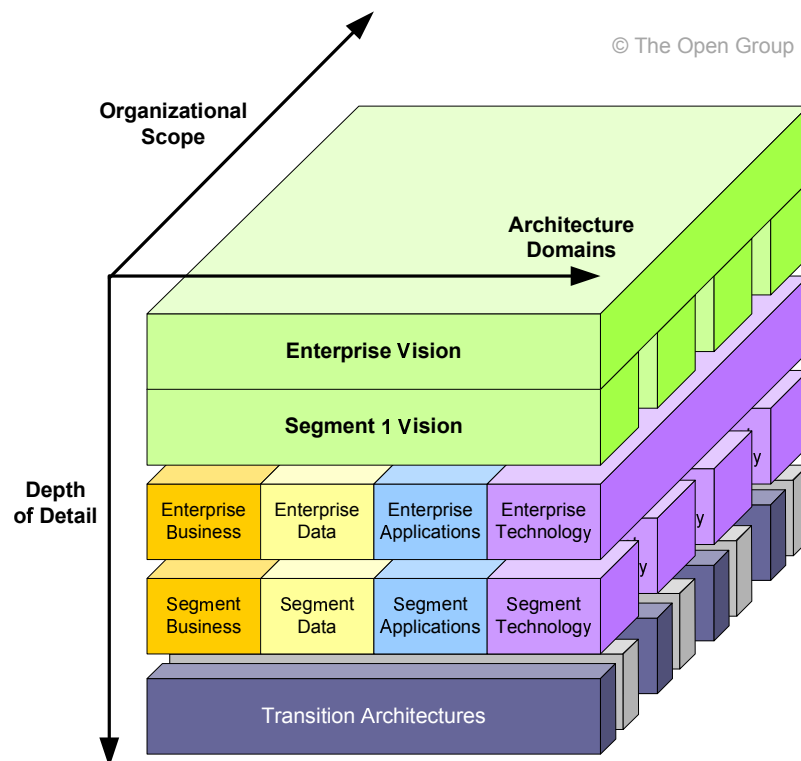 © The Open Group
Organizational
Scope
Architecture
Domains
Enterprise Vision
Segment 1 Vision
Depth
of Detail
Enterprise
Business
Enterprise
Data
Enterprise
Applications
Enterprise
Technology
Segment
Business
Segment
Data
Segment
Applications
Segment
Technology
Transition Architectures